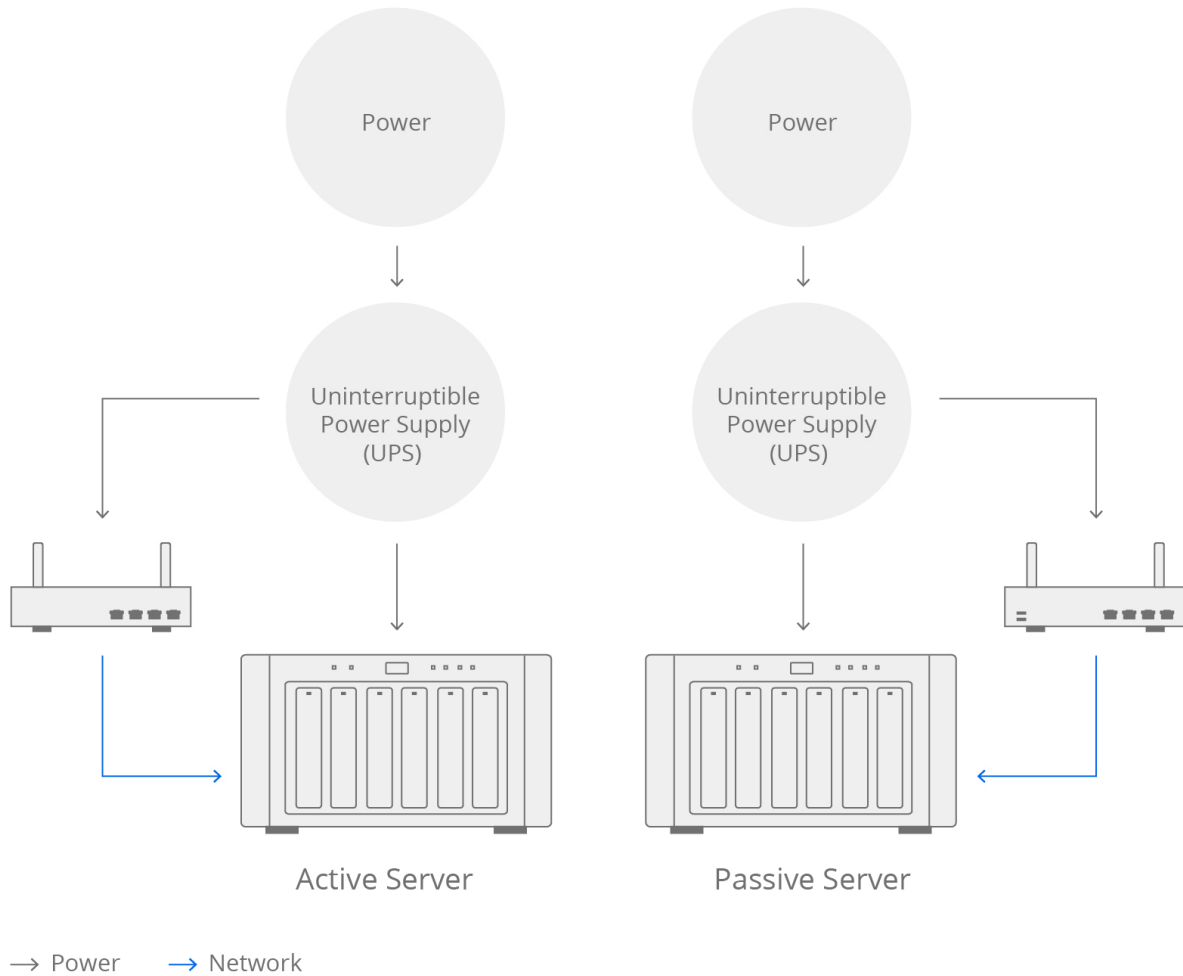 Power
Power
Uninterruptible
Power Supply
(UPS)
Uninterruptible
Power Supply
(UPS)
Active Server
Passive Server
Power
Network